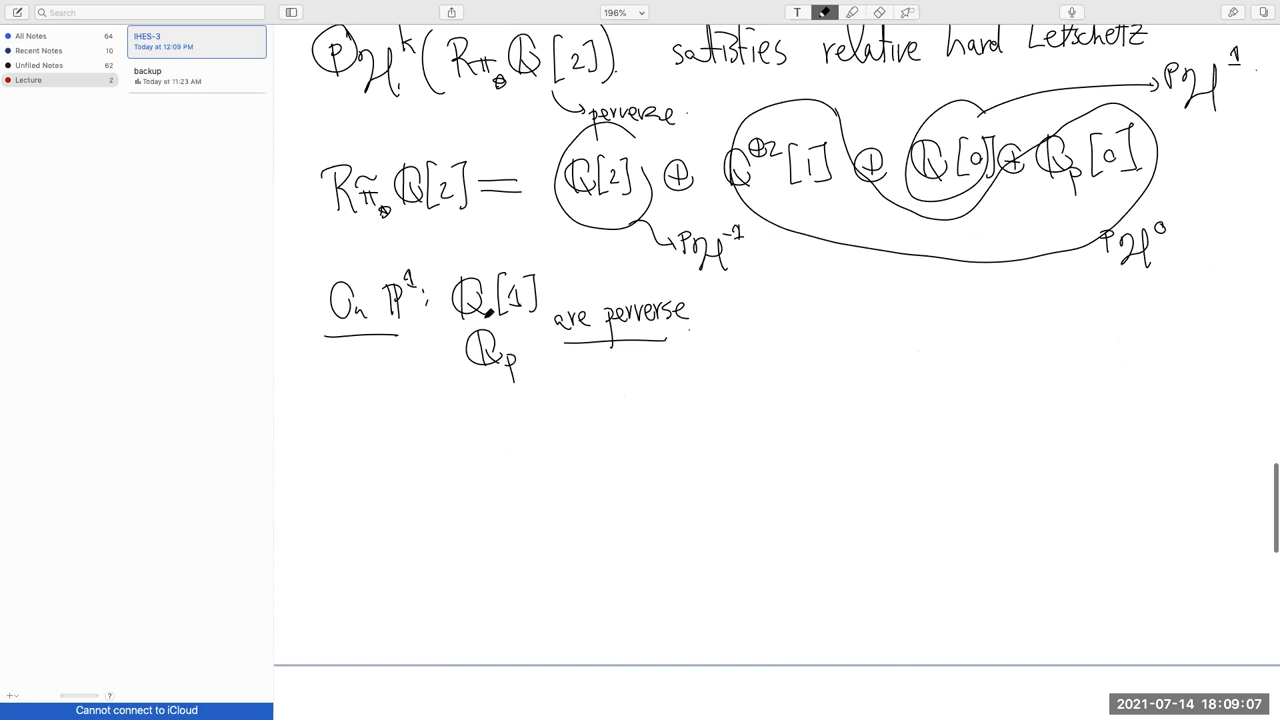 Search
196%
T
All Notes 64
Recent Notes 10
Unfiled Notes 62
Lecture 2
IHES-3
Today at 12:09 PM
backup
Today at 11:23 AM
ᵖℋᵏ(Rπ̃_*ℚ[2]). satisfies relative hard Lefschetz
perverse.
ᵖℋ¹
Rπ̃_*ℚ[2] = ℚ[2] ⊕ ℚ^⊕2[1] ⊕ ℚ[0] ⊕ ℚ_p[0]
ᵖℋ⁻¹
ᵖℋ⁰
On ℙ¹: ℚ[1]
ℚ_p
are perverse.
?
Cannot connect to iCloud
2021-07-14 18:09:07